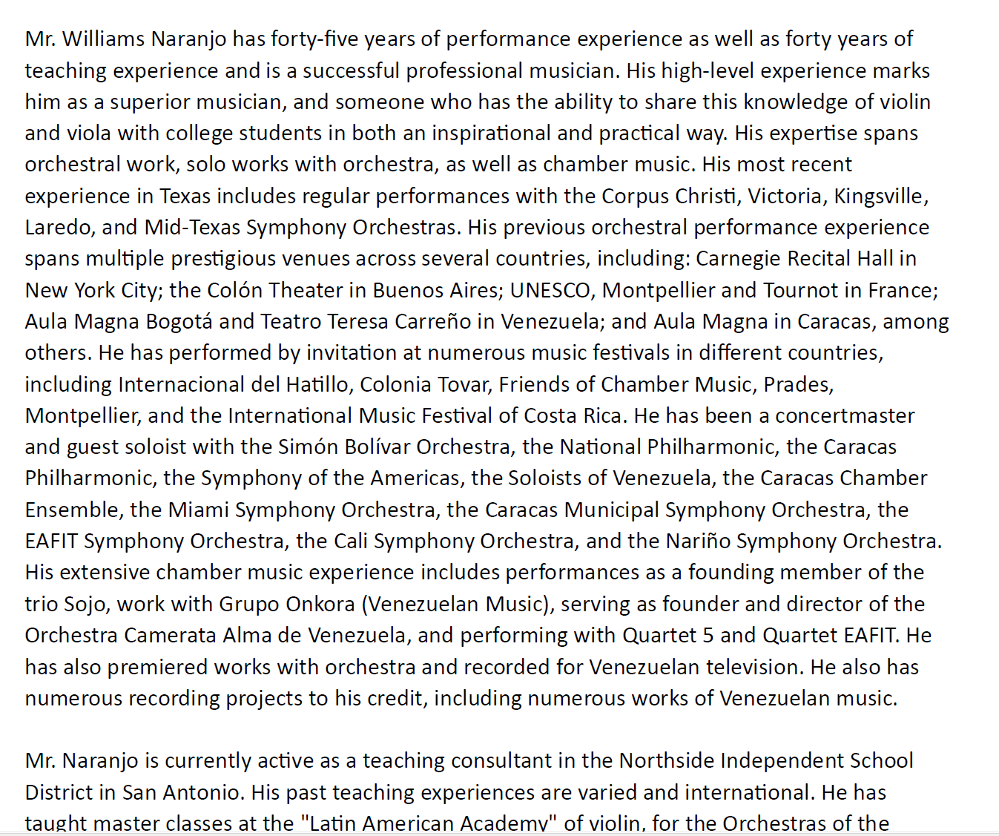 Mr. Williams Naranjo has forty-five years of performance experience as well as forty years of
teaching experience and is a successful professional musician. His high-level experience marks
him as a superior musician, and someone who has the ability to share this knowledge of violin
and viola with college students in both an inspirational and practical way. His expertise spans
orchestral work, solo works with orchestra, as well as chamber music. His most recent
experience in Texas includes regular performances with the Corpus Christi, Victoria, Kingsville,
Laredo, and Mid-Texas Symphony Orchestras. His previous orchestral performance experience
spans multiple prestigious venues across several countries, including: Carnegie Recital Hall in
New York City; the Colón Theater in Buenos Aires; UNESCO, Montpellier and Tournot in France;
Aula Magna Bogotá and Teatro Teresa Carreño in Venezuela; and Aula Magna in Caracas, among
others. He has performed by invitation at numerous music festivals in different countries,
including Internacional del Hatillo, Colonia Tovar, Friends of Chamber Music, Prades,
Montpellier, and the International Music Festival of Costa Rica. He has been a concertmaster
and guest soloist with the Simón Bolívar Orchestra, the National Philharmonic, the Caracas
Philharmonic, the Symphony of the Americas, the Soloists of Venezuela, the Caracas Chamber
Ensemble, the Miami Symphony Orchestra, the Caracas Municipal Symphony Orchestra, the
EAFIT Symphony Orchestra, the Cali Symphony Orchestra, and the Nariño Symphony Orchestra.
His extensive chamber music experience includes performances as a founding member of the
trio Sojo, work with Grupo Onkora (Venezuelan Music), serving as founder and director of the
Orchestra Camerata Alma de Venezuela, and performing with Quartet 5 and Quartet EAFIT. He
has also premiered works with orchestra and recorded for Venezuelan television. He also has
numerous recording projects to his credit, including numerous works of Venezuelan music.
Mr. Naranjo is currently active as a teaching consultant in the Northside Independent School
District in San Antonio. His past teaching experiences are varied and international. He has
taught master classes at the "Latin American Academy" of violin, for the Orchestras of the